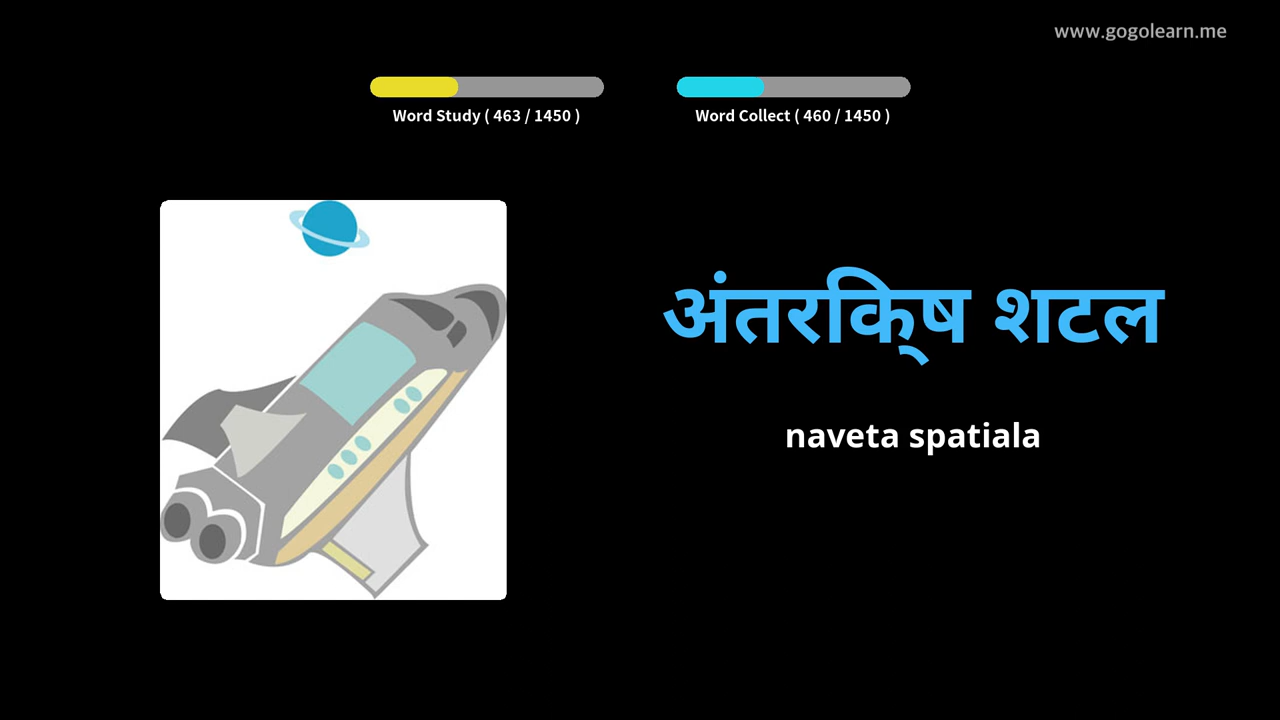 www.gogolearn.me
Word Study ( 463 / 1450 )
Word Collect ( 460 / 1450 )
अंतरकि्ष शटल
naveta spatiala